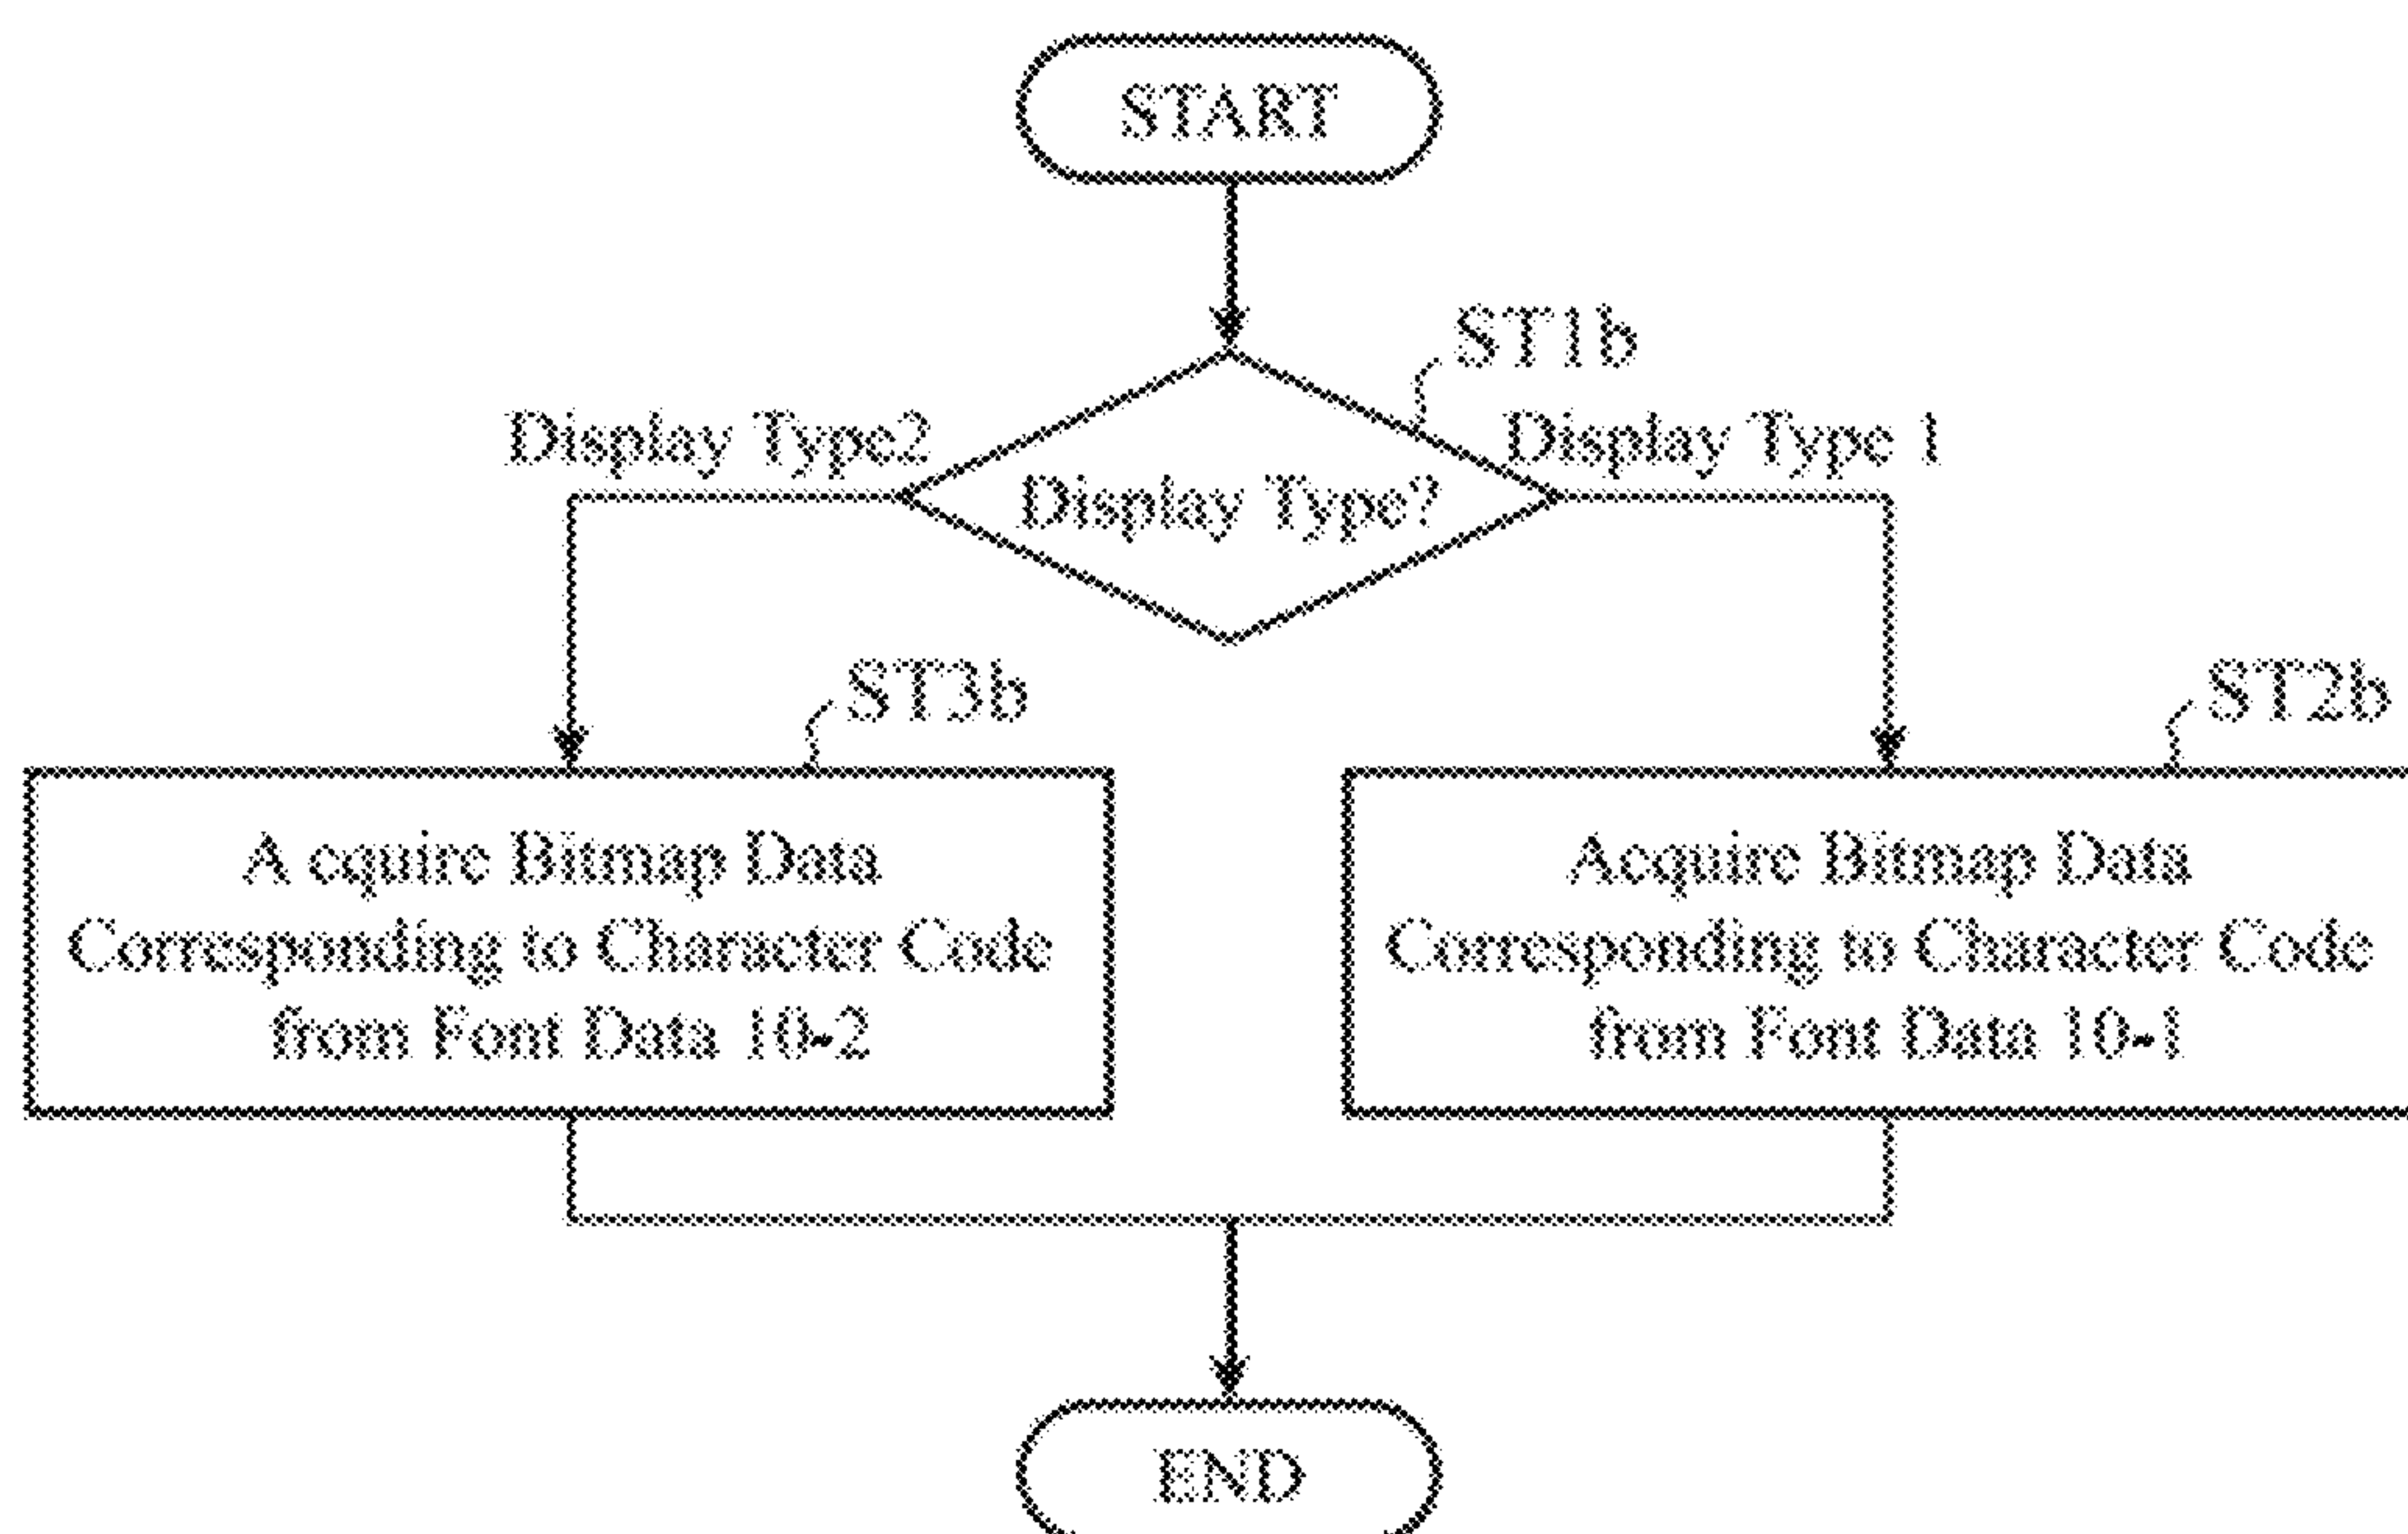 START
ST1b
Display Type2
Display Type 1
Display Type?
ST3b
ST2b
A cquire Bitmap Data
Corresponding to Character Code
from Font Data 10-2
Acquire Bitmap Data
Corresponding to Character Code
from Font Data 10-1
END